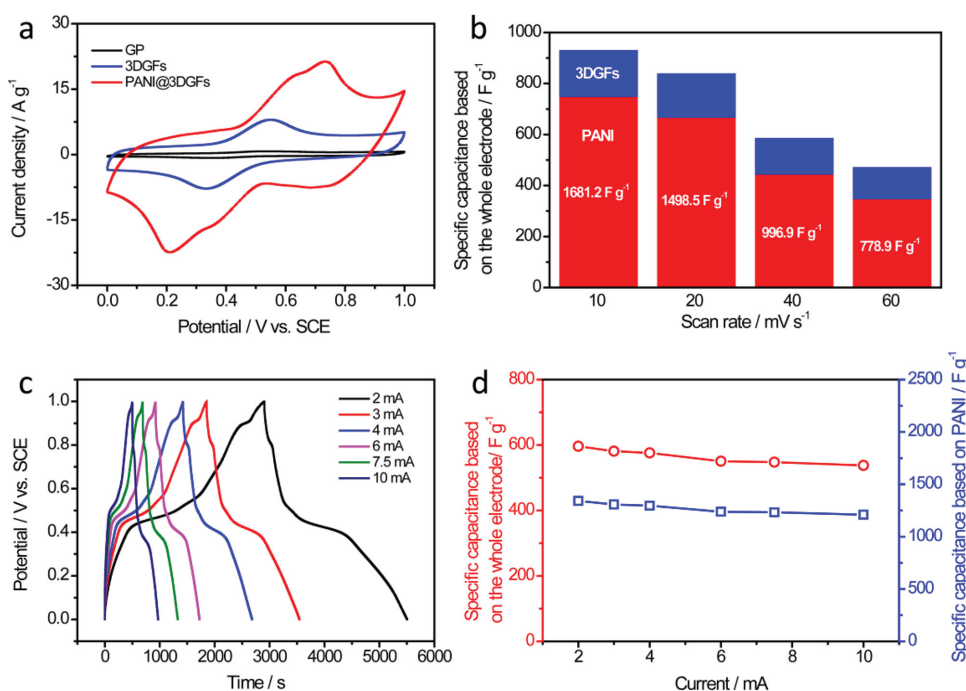 a
30
15
0
-15
-30
Current density / A g⁻¹
GP
3DGFs
PANI@3DGFs
0.0 0.2 0.4 0.6 0.8 1.0
Potential / V vs. SCE
b
1000
800
600
400
200
0
Specific capacitance based
on the whole electrode / F g⁻¹
3DGFs
PANI
1681.2 F g⁻¹
1498.5 F g⁻¹
996.9 F g⁻¹
778.9 F g⁻¹
10 20 40 60
Scan rate / mV s⁻¹
c
1.0
0.8
0.6
0.4
0.2
0.0
Potential / V vs. SCE
2 mA
3 mA
4 mA
6 mA
7.5 mA
10 mA
0 1000 2000 3000 4000 5000 6000
Time / s
d
800
600
400
600
0
Specific capacitance based
on the whole electrode/ F g⁻¹
2500
2000
1500
1000
500
0
Specific capacitance based on PANI / F g⁻¹
2 4 6 8 10
Current / mA